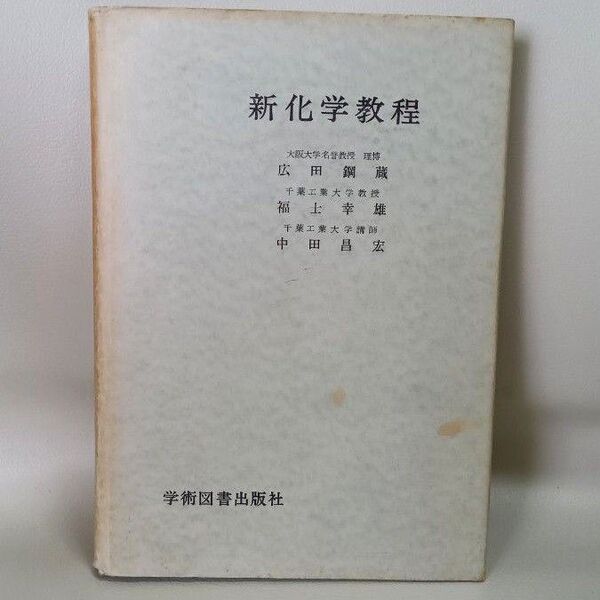 新化学教程
大阪大学名誉教授 理博
広田鋼蔵
千葉工業大学教授
福士幸雄
千葉工業大学講師
中田昌宏
学術図書出版社